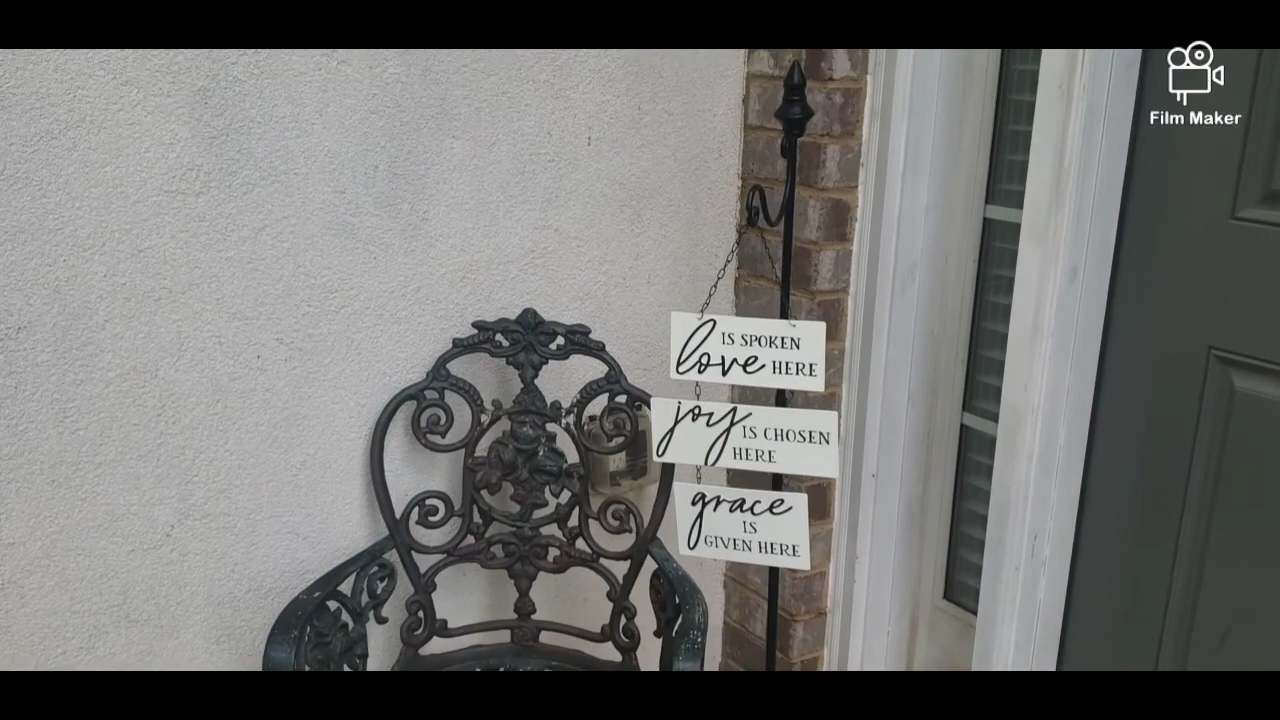 Film Maker
IS SPOKEN
love HERE
joy IS CHOSEN
HERE
grace
IS
GIVEN HERE